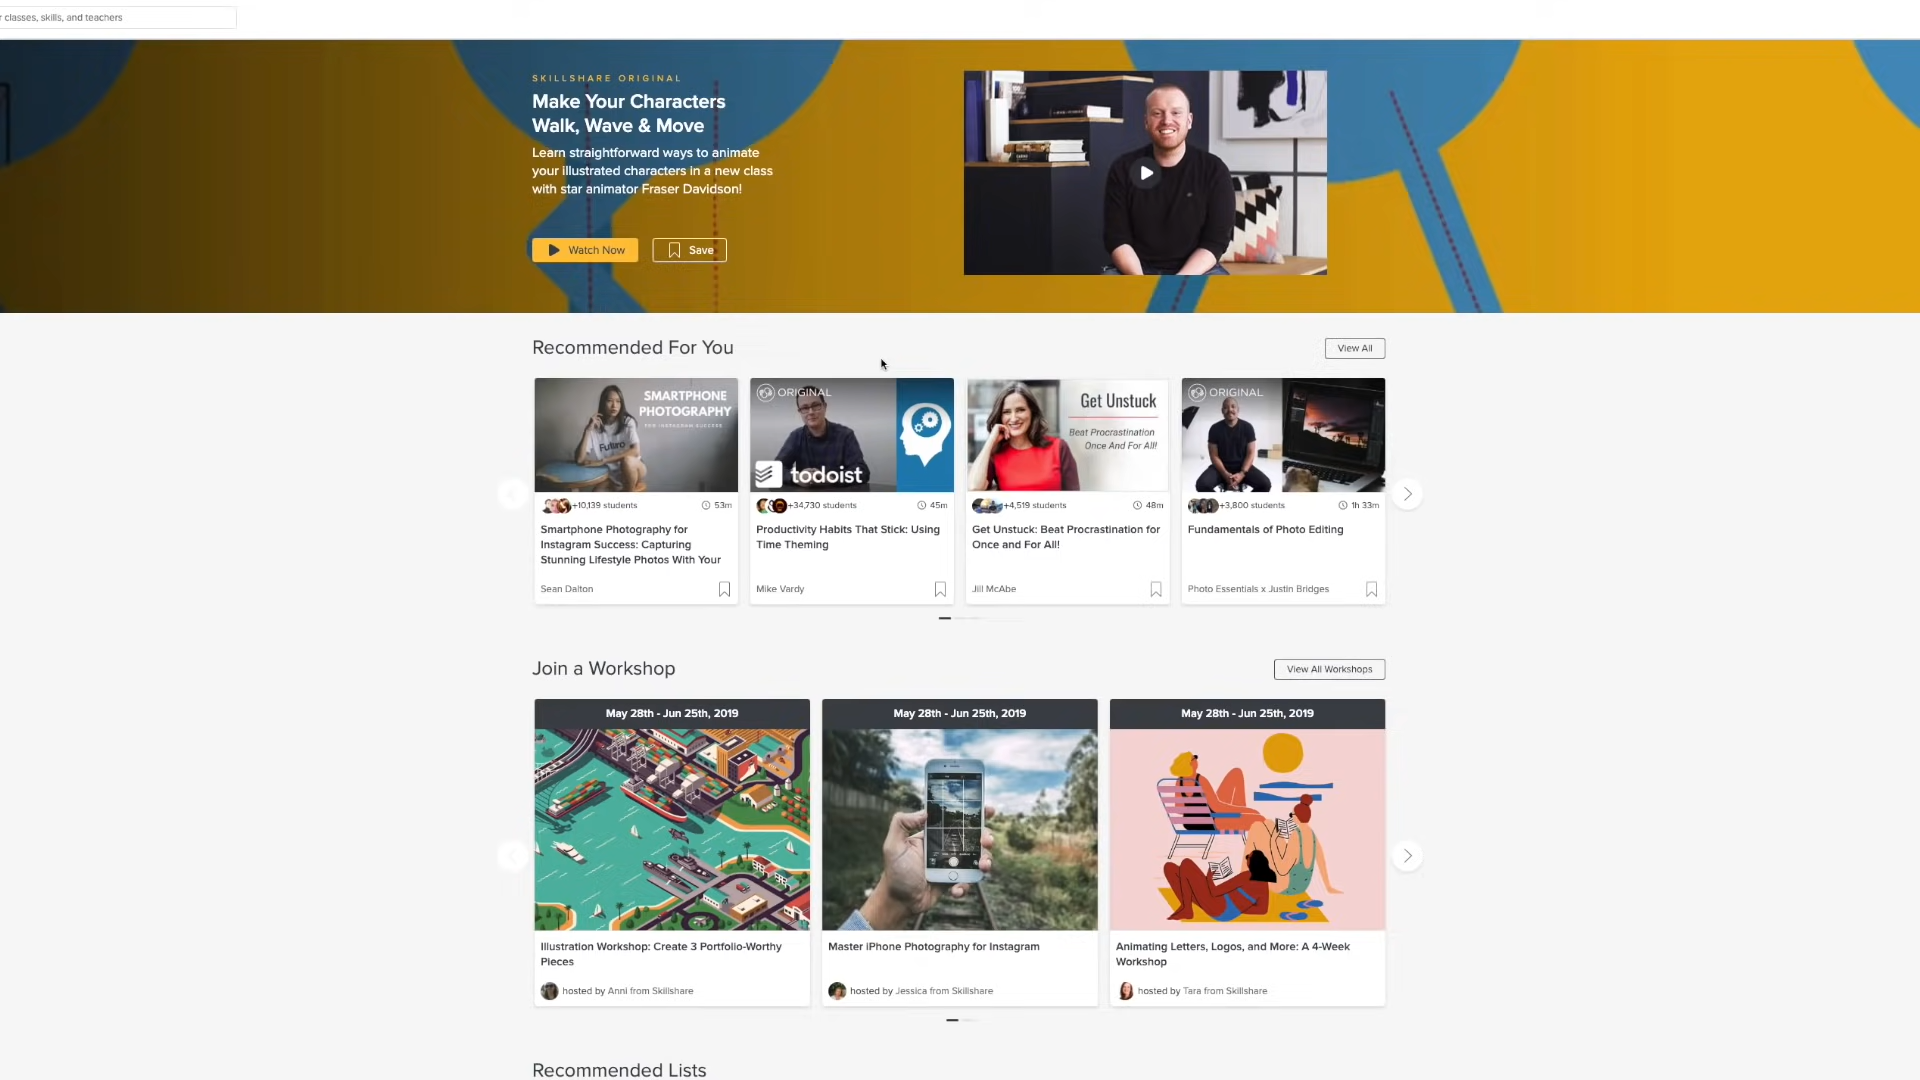 r classes, skills, and teachers
SKILLSHARE ORIGINAL
Make Your Characters
Walk, Wave & Move
Learn straightforward ways to animate
your illustrated characters in a new class
with star animator Fraser Davidson!
Watch Now
Save
Recommended For You
View All
SMARTPHONE
PHOTOGRAPHY
FOR INSTAGRAM SUCCESS
Futuro
+10,139 students
53m
Smartphone Photography for
Instagram Success: Capturing
Stunning Lifestyle Photos With Your
Sean Dalton
ORIGINAL
todoist
+34,730 students
45m
Productivity Habits That Stick: Using
Time Theming
Mike Vardy
Get Unstuck
Beat Procrastination
Once And For All!
+4,519 students
48m
Get Unstuck: Beat Procrastination for
Once and For All!
Jill McAbe
ORIGINAL
+3,800 students
1h 33m
Fundamentals of Photo Editing
Photo Essentials x Justin Bridges
Join a Workshop
View All Workshops
May 28th - Jun 25th, 2019
Illustration Workshop: Create 3 Portfolio-Worthy
Pieces
hosted by Anni from Skillshare
May 28th - Jun 25th, 2019
Master iPhone Photography for Instagram
hosted by Jessica from Skillshare
May 28th - Jun 25th, 2019
Animating Letters, Logos, and More: A 4-Week
Workshop
hosted by Tara from Skillshare
Recommended Lists